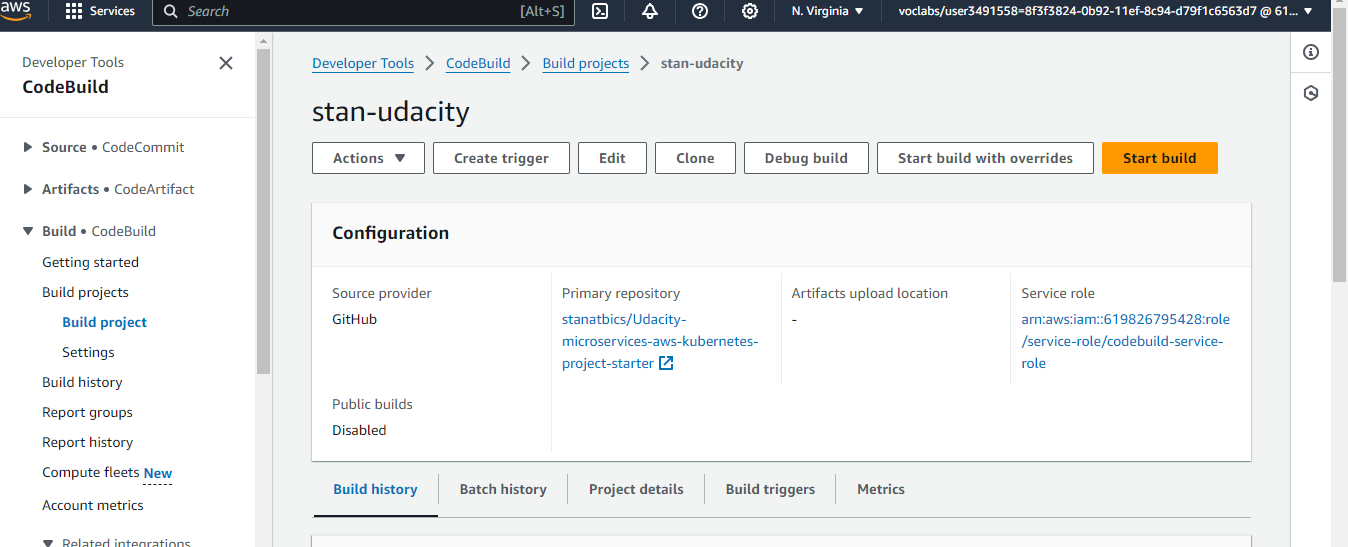 aws
Services
Search
[Alt+S]
N. Virginia
voclabs/user3491558=8f3f3824-0b92-11ef-8c94-d79f1c6563d7 @ 61...
Developer Tools
CodeBuild
Source • CodeCommit
Artifacts • CodeArtifact
Build • CodeBuild
Getting started
Build projects
Build project
Settings
Build history
Report groups
Report history
Compute fleets New
Account metrics
Related integrations
Developer Tools
CodeBuild
Build projects
stan-udacity
stan-udacity
Actions
Create trigger
Edit
Clone
Debug build
Start build with overrides
Start build
Configuration
Source provider
GitHub
Primary repository
stanatbics/Udacity-
microservices-aws-kubernetes-
project-starter
Artifacts upload location
-
Service role
arn:aws:iam::619826795428:role
/service-role/codebuild-service-
role
Public builds
Disabled
Build history
Batch history
Project details
Build triggers
Metrics